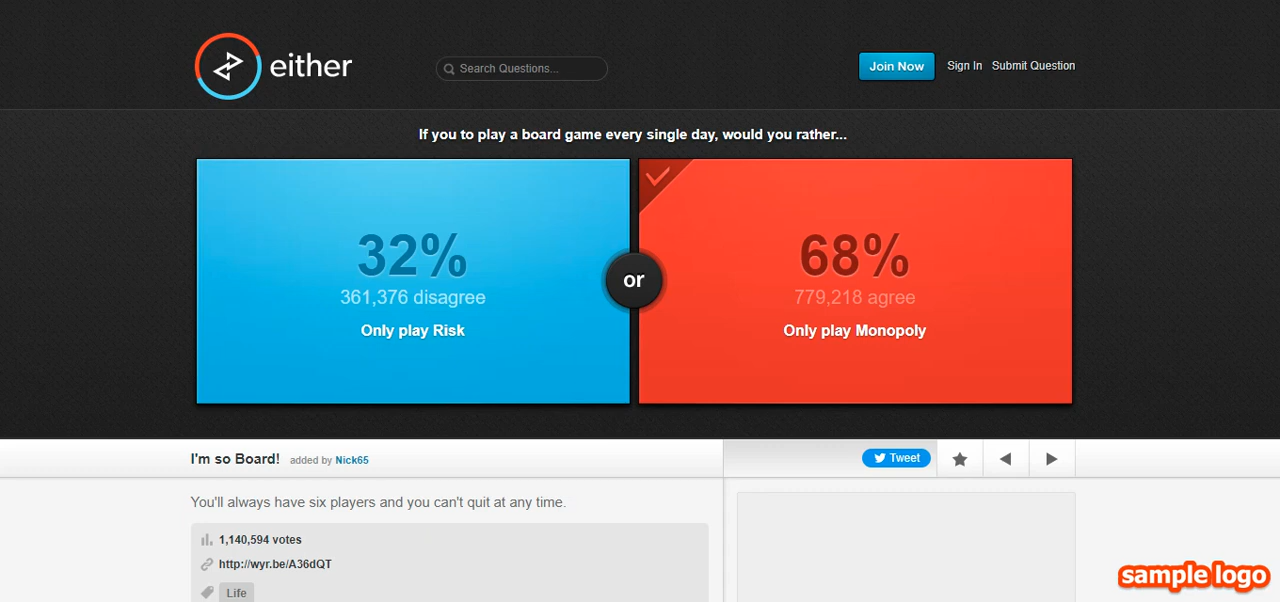 either
Search Questions...
Join Now Sign In Submit Question
If you to play a board game every single day, would you rather...
32%
361,376 disagree
Only play Risk
or
68%
779,218 agree
Only play Monopoly
I'm so Board! added by Nick65
Tweet
You'll always have six players and you can't quit at any time.
1,140,594 votes
http://wyr.be/A36dQT
Life
sample logo